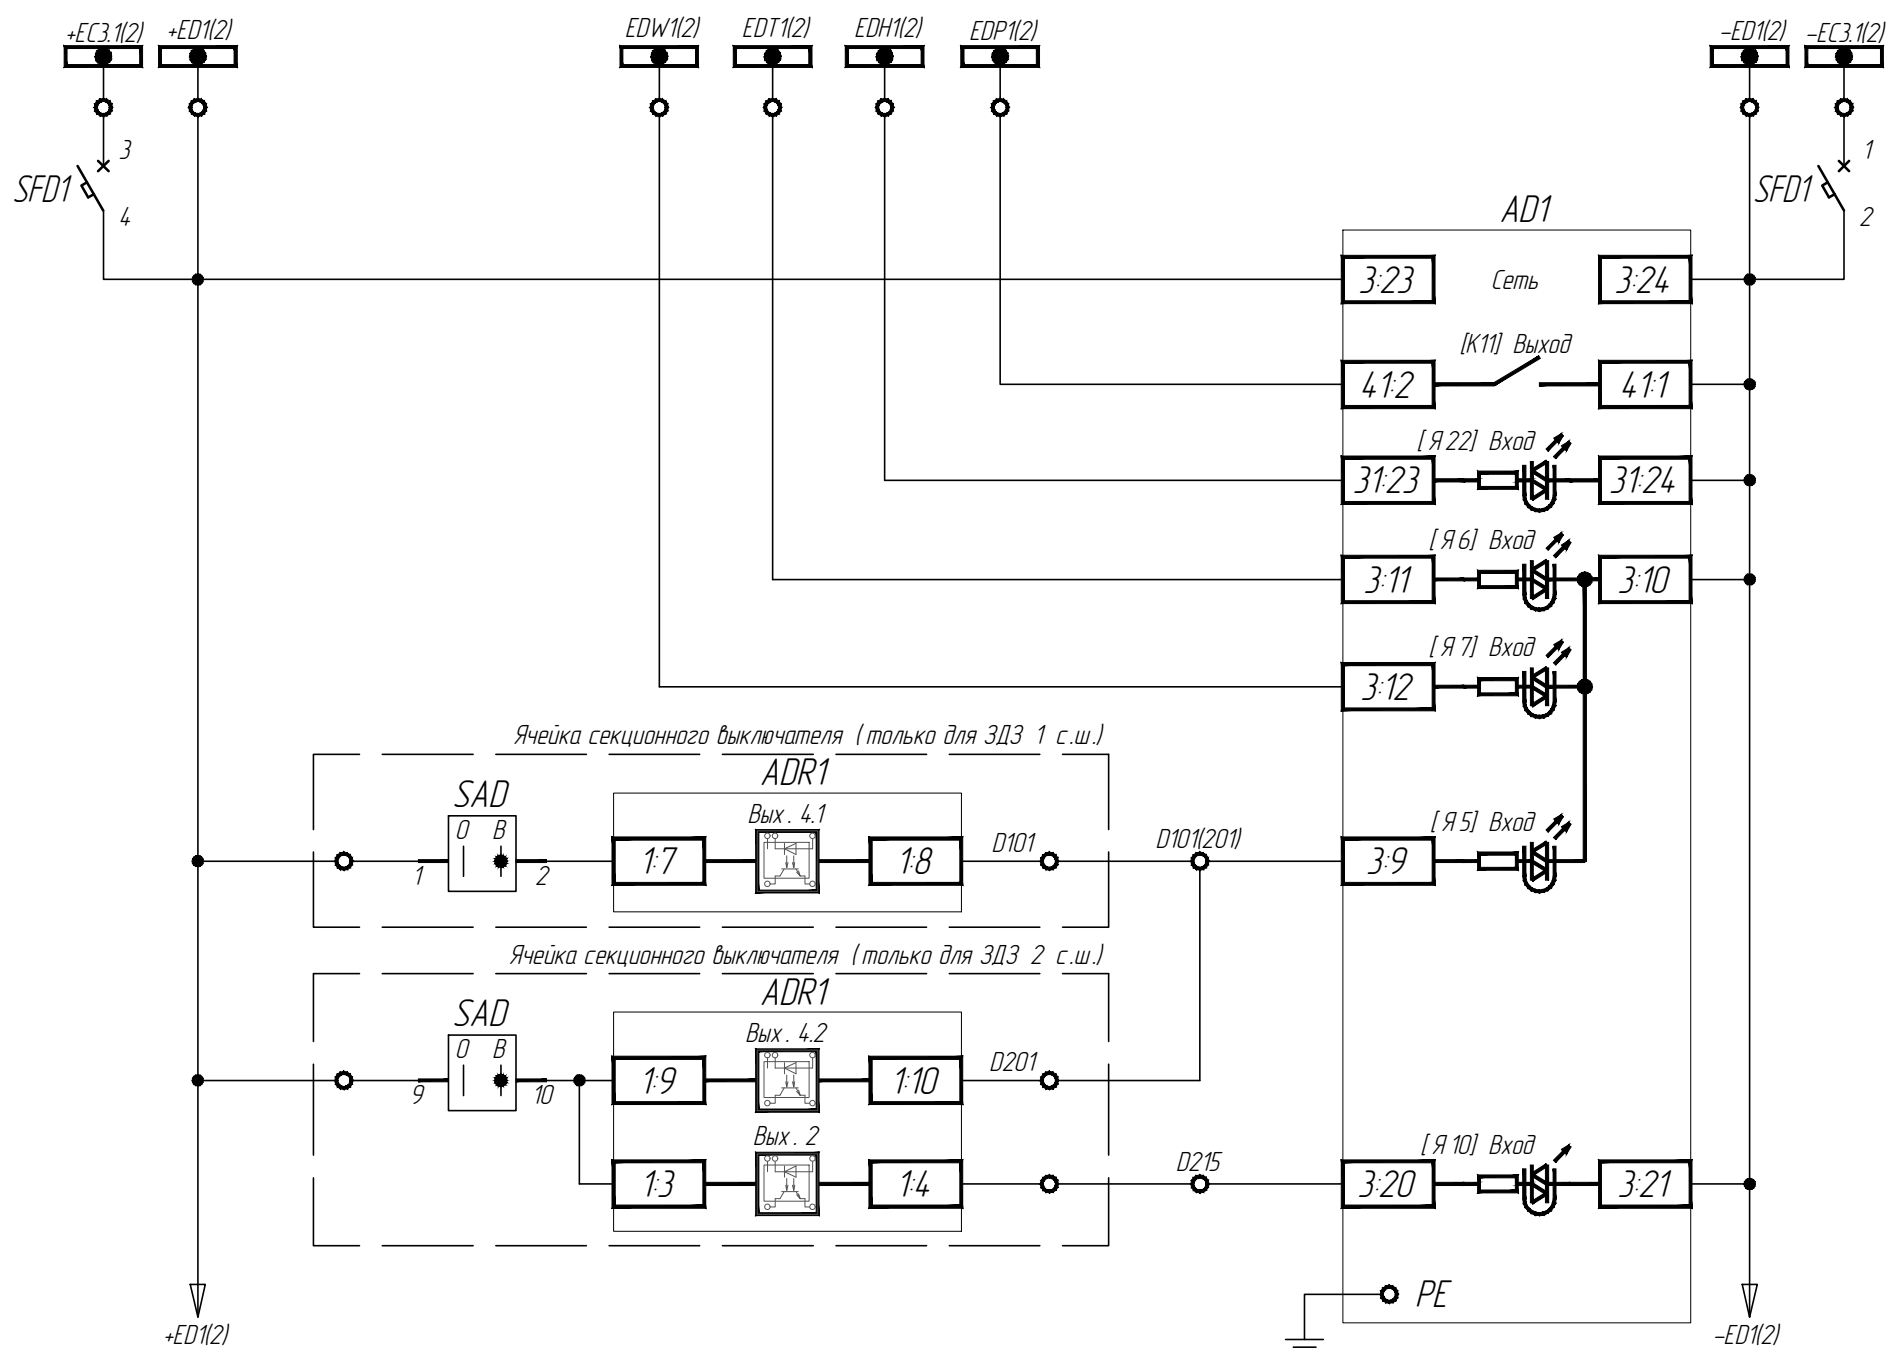 +EC3.1(2) +ED1(2) EDW1(2) EDT1(2) EDH1(2) EDP1(2) -ED1(2) -EC3.1(2)
3 1
SFD1 SFD1
4 2
AD1
3:23 Сеть 3:24
[К11] Выход
41:2 41:1
[Я22] Вход
31:23 31:24
[Я6] Вход
3:11 3:10
[Я7] Вход
3:12
Ячейка секционного выключателя (только для ЗДЗ 1 с.ш.)
ADR1
SAD
Вых. 4.1
О В
[Я5] Вход
D101 D101(201)
1 2 1:7 1:8 3:9
Ячейка секционного выключателя (только для ЗДЗ 2 с.ш.)
ADR1
SAD
Вых. 4.2
О В
D201
9 10 1:9 1:10
Вых. 2
[Я10] Вход
D215
1:3 1:4 3:20 3:21
PE
+ED1(2) -ED1(2)